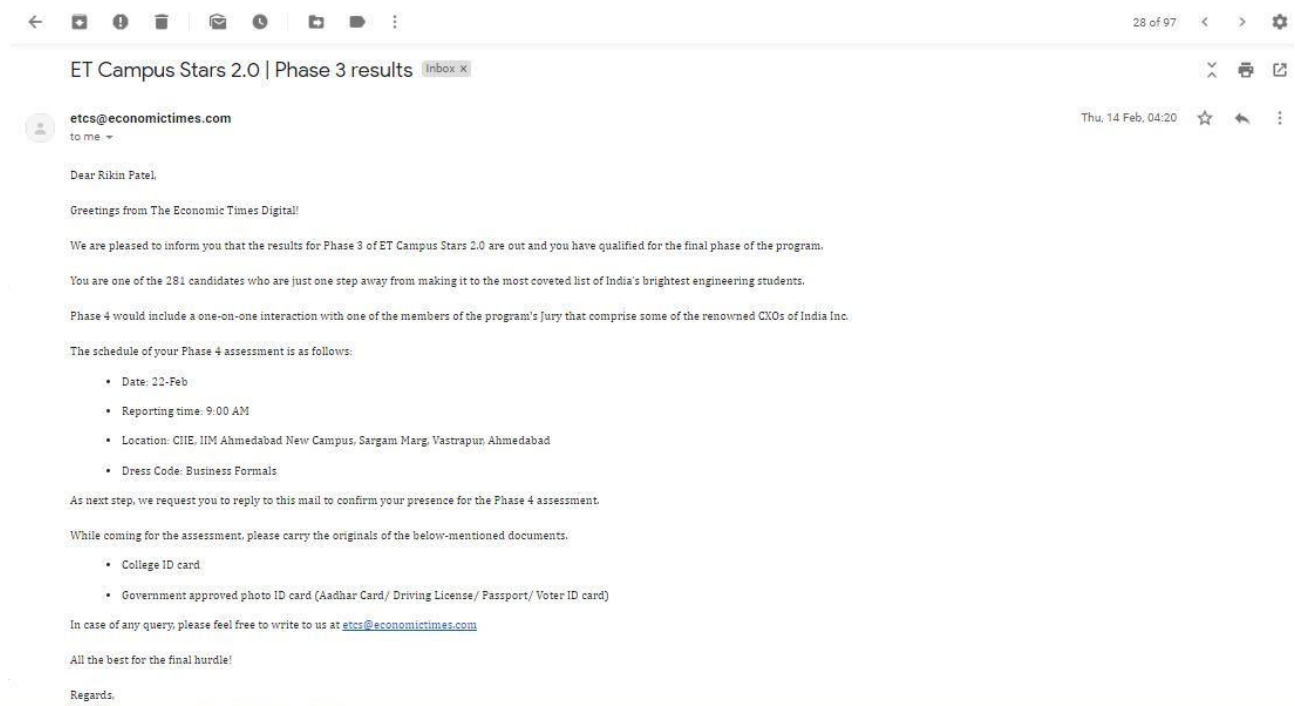 28 of 97
ET Campus Stars 2.0 | Phase 3 results Inbox x
etcs@economictimes.com Thu, 14 Feb, 04:20
to me
Dear Rikin Patel,
Greetings from The Economic Times Digital!
We are pleased to inform you that the results for Phase 3 of ET Campus Stars 2.0 are out and you have qualified for the final phase of the program.
You are one of the 281 candidates who are just one step away from making it to the most coveted list of India's brightest engineering students.
Phase 4 would include a one-on-one interaction with one of the members of the program's Jury that comprise some of the renowned CXOs of India Inc.
The schedule of your Phase 4 assessment is as follows:
• Date: 22-Feb
• Reporting time: 9:00 AM
• Location: CIIE, IIM Ahmedabad New Campus, Sargam Marg, Vastrapur, Ahmedabad
• Dress Code: Business Formals
As next step, we request you to reply to this mail to confirm your presence for the Phase 4 assessment.
While coming for the assessment, please carry the originals of the below-mentioned documents.
• College ID card
• Government approved photo ID card (Aadhar Card/ Driving License/ Passport/ Voter ID card)
In case of any query, please feel free to write to us at etcs@economictimes.com
All the best for the final hurdle!
Regards,